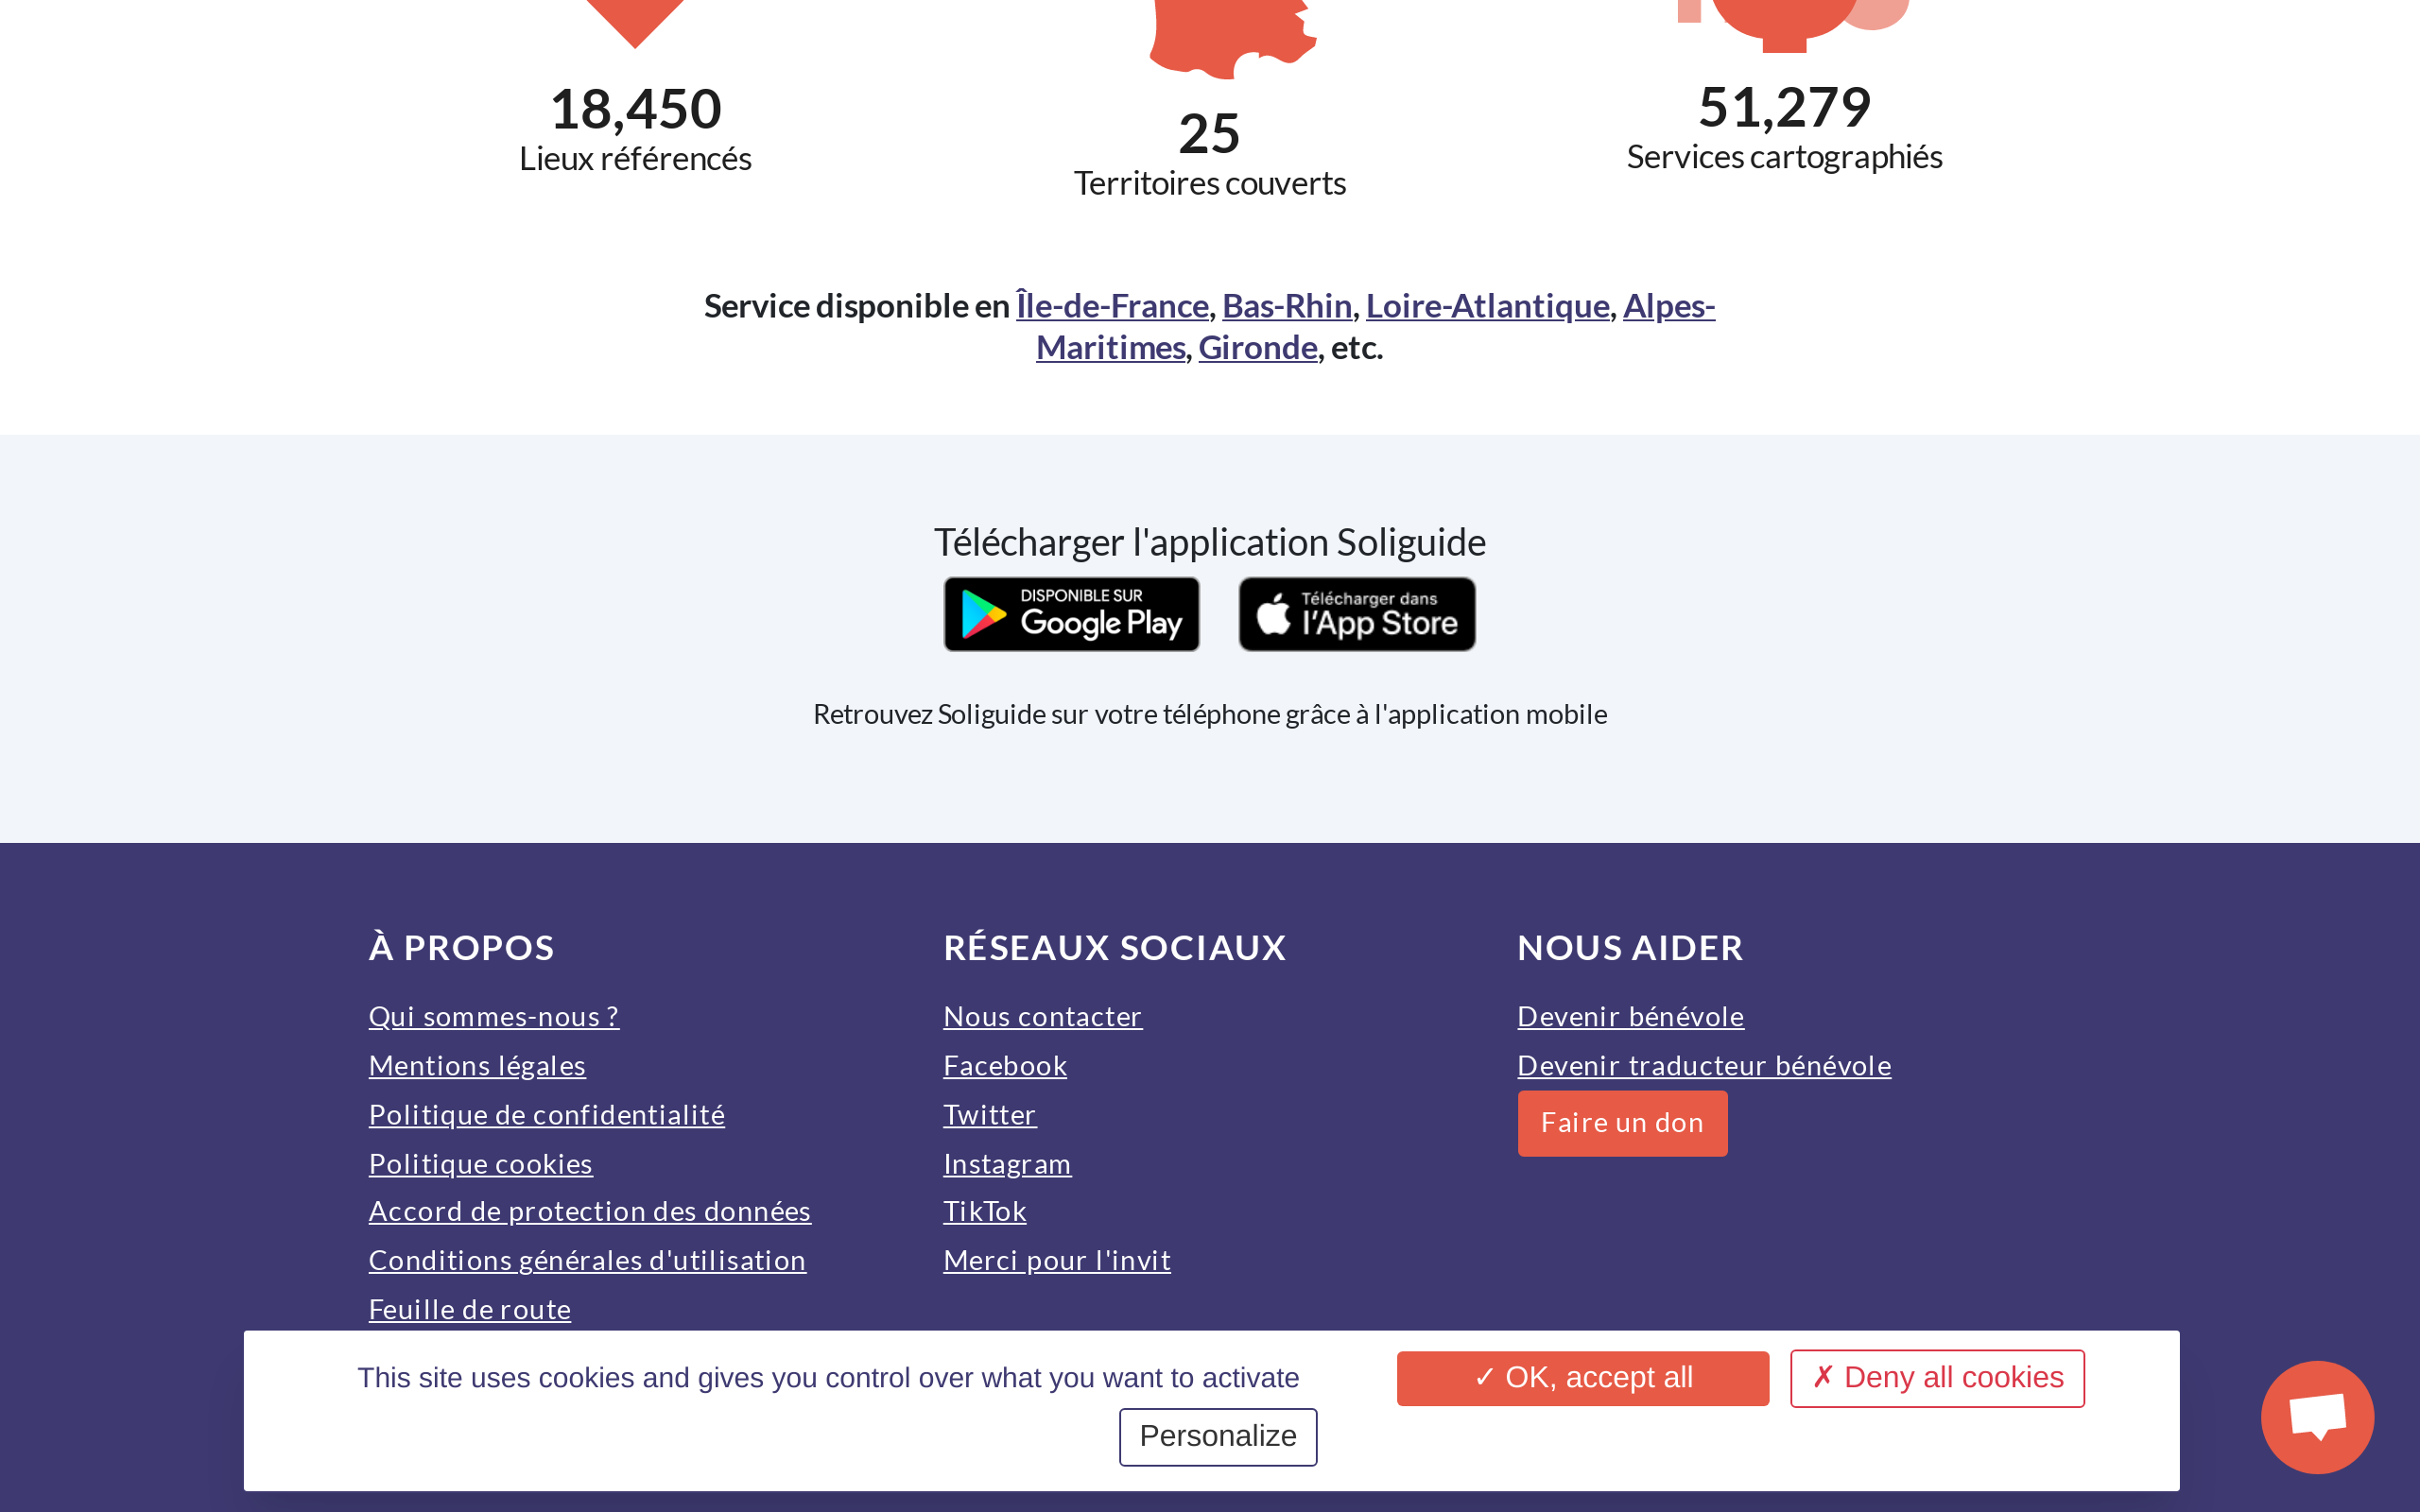 18,450
Lieux référencés
25
Territoires couverts
51,279
Services cartographiés
Service disponible en Île-de-France, Bas-Rhin, Loire-Atlantique, Alpes-
Maritimes, Gironde, etc.
Télécharger l'application Soliguide
DISPONIBLE SUR
Google Play
Télécharger dans
l'App Store
Retrouvez Soliguide sur votre téléphone grâce à l'application mobile
À PROPOS
Qui sommes-nous ?
Mentions légales
Politique de confidentialité
Politique cookies
Accord de protection des données
Conditions générales d'utilisation
Feuille de route
RÉSEAUX SOCIAUX
Nous contacter
Facebook
Twitter
Instagram
TikTok
Merci pour l'invit
NOUS AIDER
Devenir bénévole
Devenir traducteur bénévole
Faire un don
This site uses cookies and gives you control over what you want to activate
✓ OK, accept all
✗ Deny all cookies
Personalize